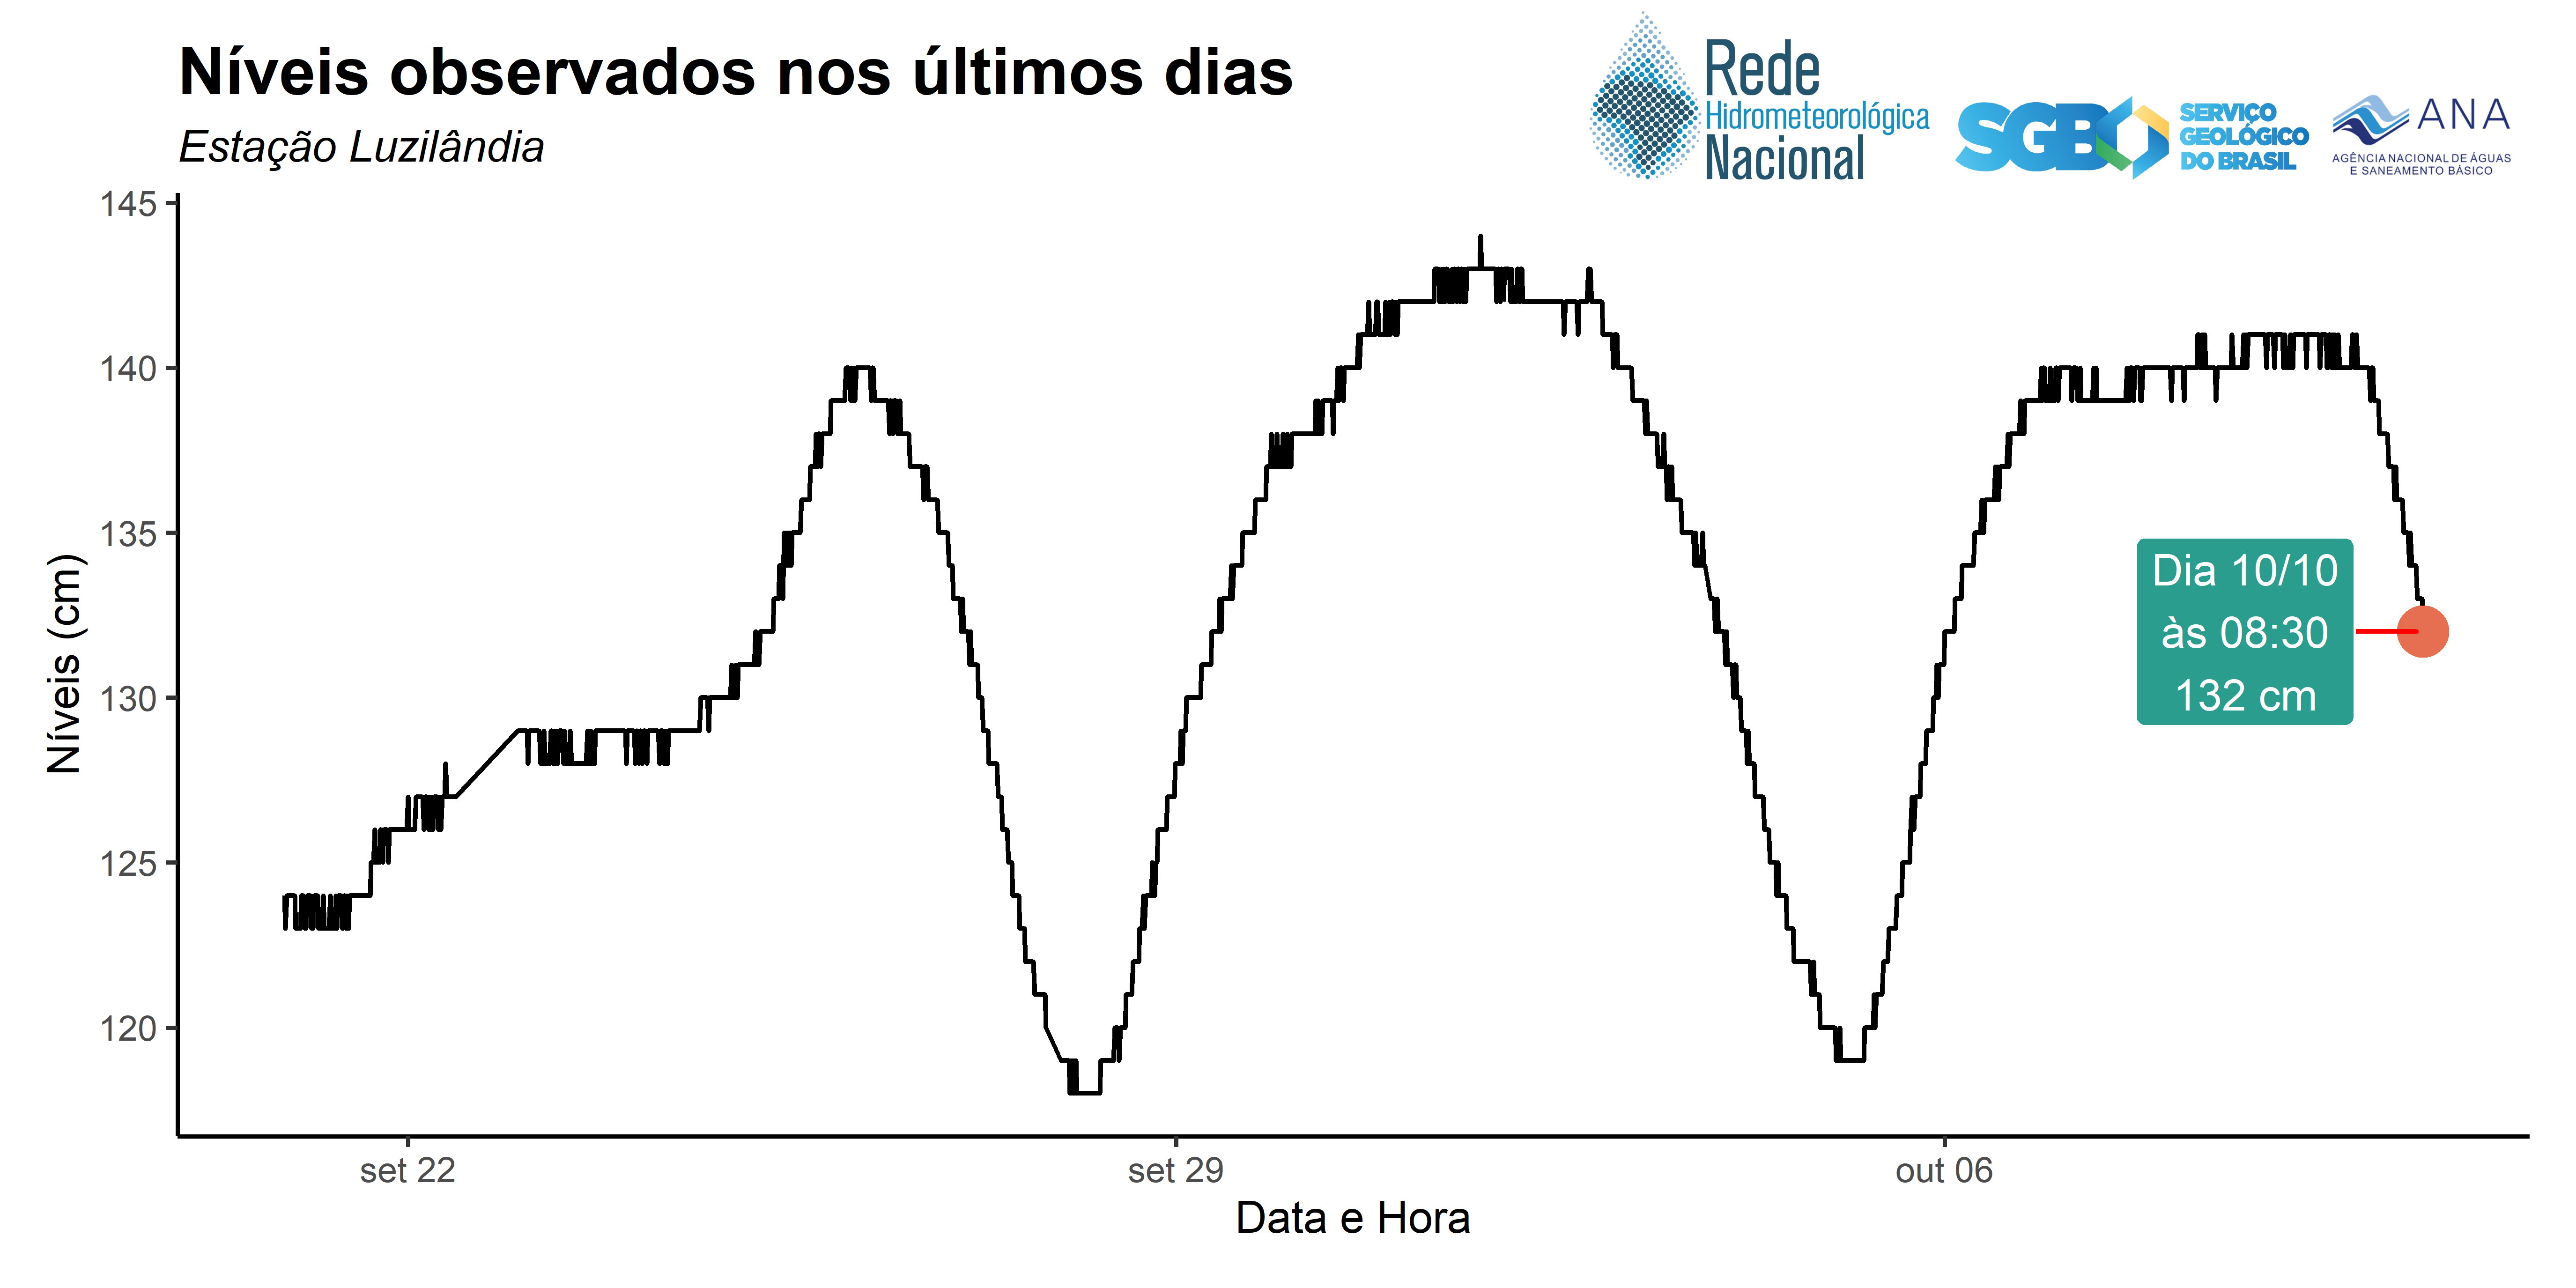 Níveis observados nos últimos dias
Estação Luzilândia
Rede
Hidrometeorológica
Nacional
SGB
SERVIÇO
GEOLÓGICO
DO BRASIL
ANA
AGÊNCIA NACIONAL DE ÁGUAS
E SANEAMENTO BÁSICO
Níveis (cm)
145
140
135
130
125
120
Dia 10/10
às 08:30
132 cm
set 22
set 29
out 06
Data e Hora